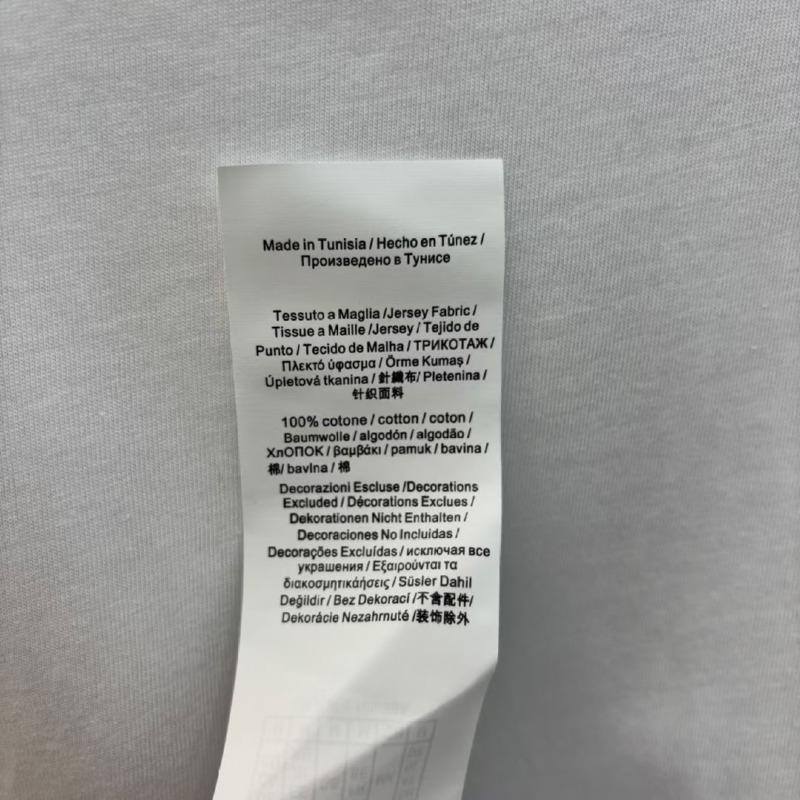 Made in Tunisia / Hecho en Túnez /
Произведено в Тунисе
Tessuto a Maglia /Jersey Fabric /
Tissue a Maille /Jersey / Tejido de
Punto / Tecido de Malha / ТРИКОТАЖ /
Πλεκτό ύφασμα / Örme Kumaş /
Úpletová tkanina / 針織布/ Pletenina /
针织面料
100% cotone / cotton / coton /
Baumwolle / algodón / algodão /
ХлОПОК / βαμβάκι / pamuk / bavina /
棉/ bavlna / 棉
Decorazioni Escluse /Decorations
Excluded / Décorations Exclues /
Dekorationen Nicht Enthalten /
Decoraciones No Incluidas /
Decorações Excluídas / исключая все
украшения / Εξαιρούνται τα
διακοσμητικάήσεις / Süsler Dahil
Değildir / Bez Dekorací /不含配件/
Dekorácie Nezahrnuté /装饰除外